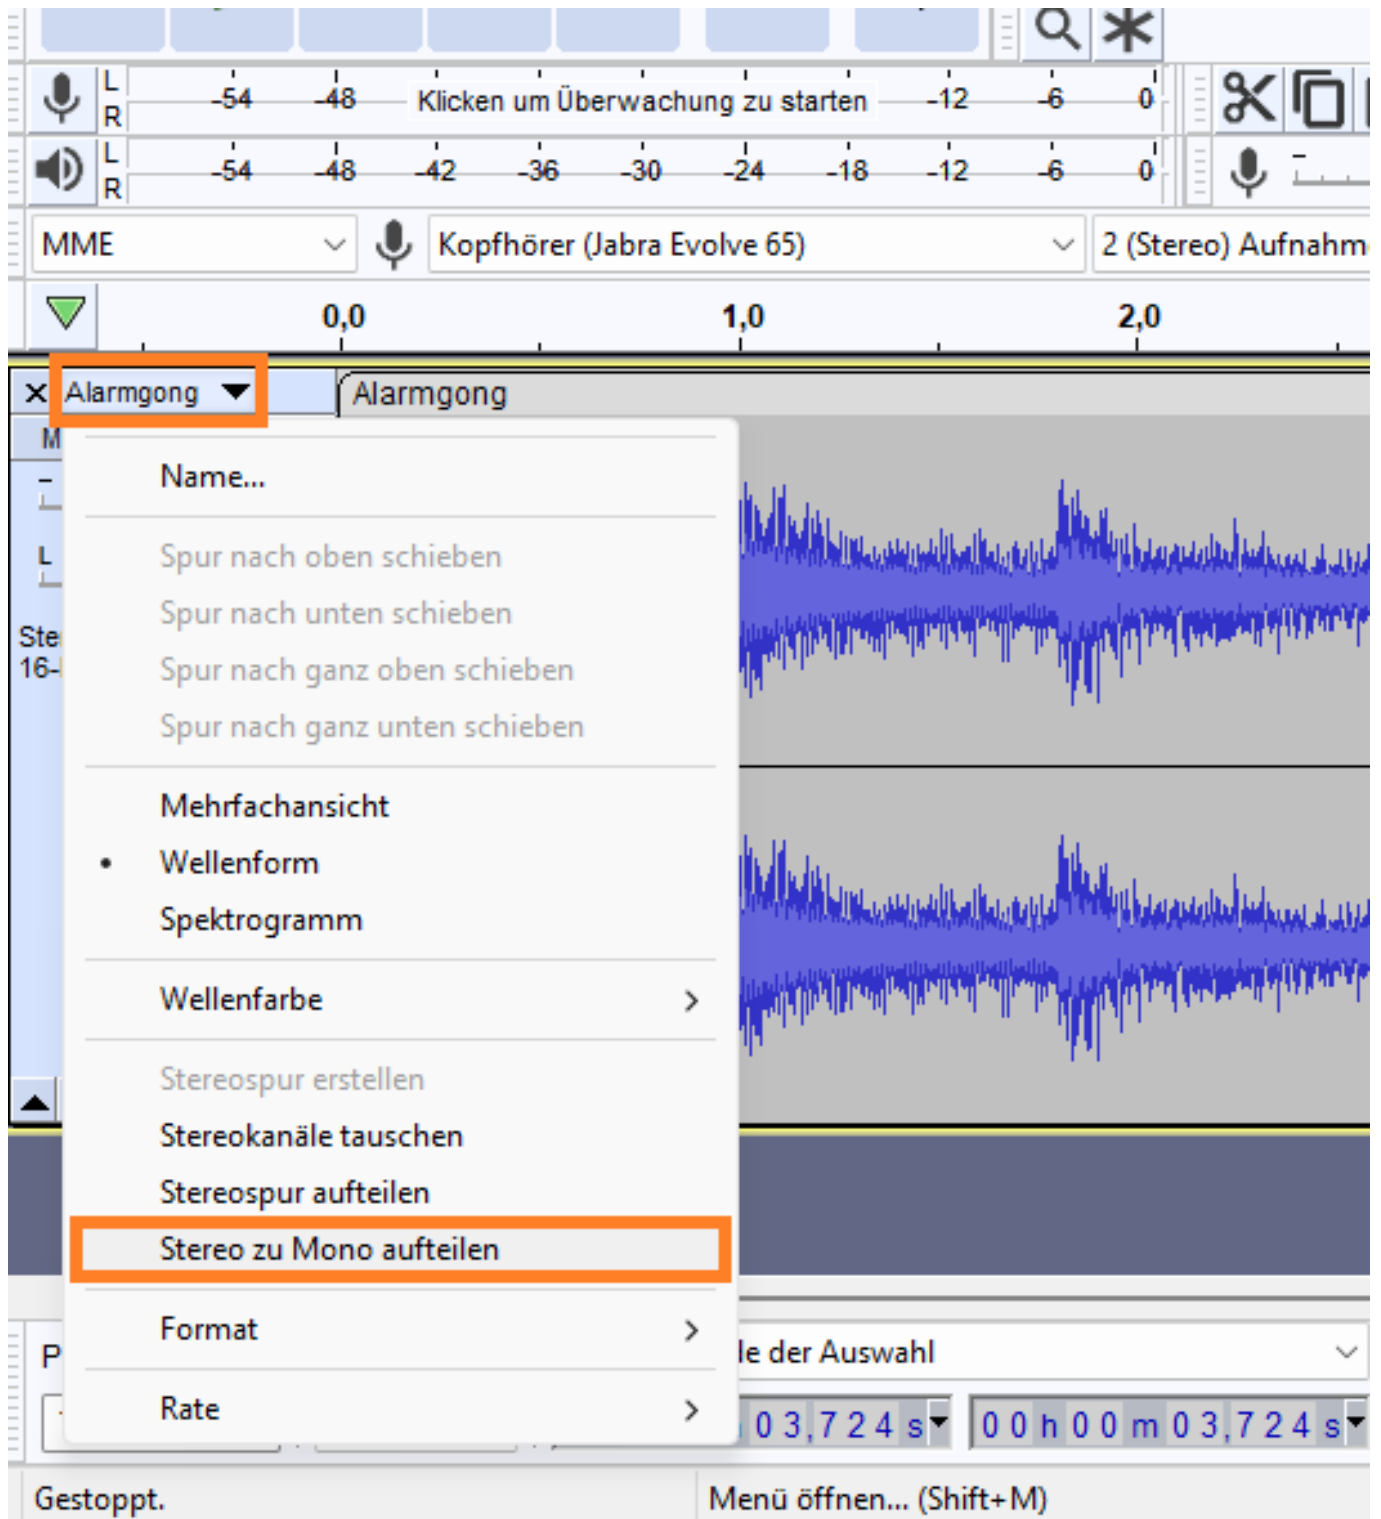 L
R
-54 -48 Klicken um Überwachung zu starten -12 -6 0
L
R
-54 -48 -42 -36 -30 -24 -18 -12 -6 0
MME Kopfhörer (Jabra Evolve 65) 2 (Stereo) Aufnahm
0,0 1,0 2,0
Alarmgong Alarmgong
M
Name...
L
Spur nach oben schieben
Spur nach unten schieben
Ste
16-
Spur nach ganz oben schieben
Spur nach ganz unten schieben
Mehrfachansicht
Wellenform
Spektrogramm
Wellenfarbe
Stereospur erstellen
Stereokanäle tauschen
Stereospur aufteilen
Stereo zu Mono aufteilen
Format
P le der Auswahl
Rate
03,724 s 00 h 00 m 03,724 s
Gestoppt. Menü öffnen... (Shift+M)